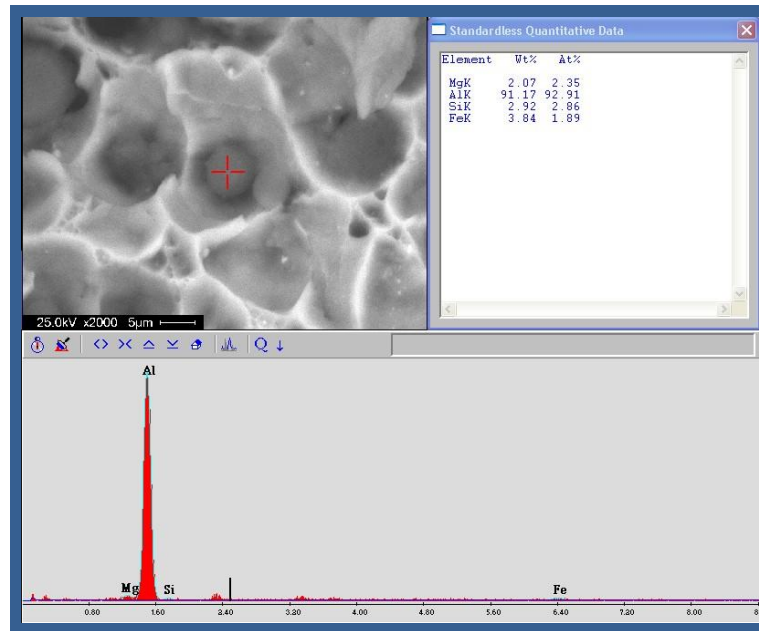 Standardless Quantitative Data
Element Wt% At%
MgK 2.07 2.35
AlK 91.17 92.91
SiK 2.92 2.86
FeK 3.84 1.89
25.0kV x2000 5µm
Q
Al
Mg Si Fe
0.80 1.60 2.40 3.20 4.00 4.80 5.60 6.40 7.20 8.00 8